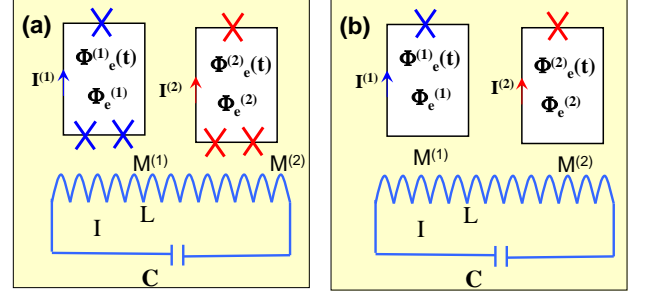 (a)
Φ⁽¹⁾ₑ(t)
I⁽¹⁾
Φₑ⁽¹⁾
Φ⁽²⁾ₑ(t)
I⁽²⁾
Φₑ⁽²⁾
M⁽¹⁾
M⁽²⁾
I
L
C
(b)
Φ⁽¹⁾ₑ(t)
I⁽¹⁾
Φₑ⁽¹⁾
Φ⁽²⁾ₑ(t)
I⁽²⁾
Φₑ⁽²⁾
M⁽¹⁾
M⁽²⁾
I
L
C